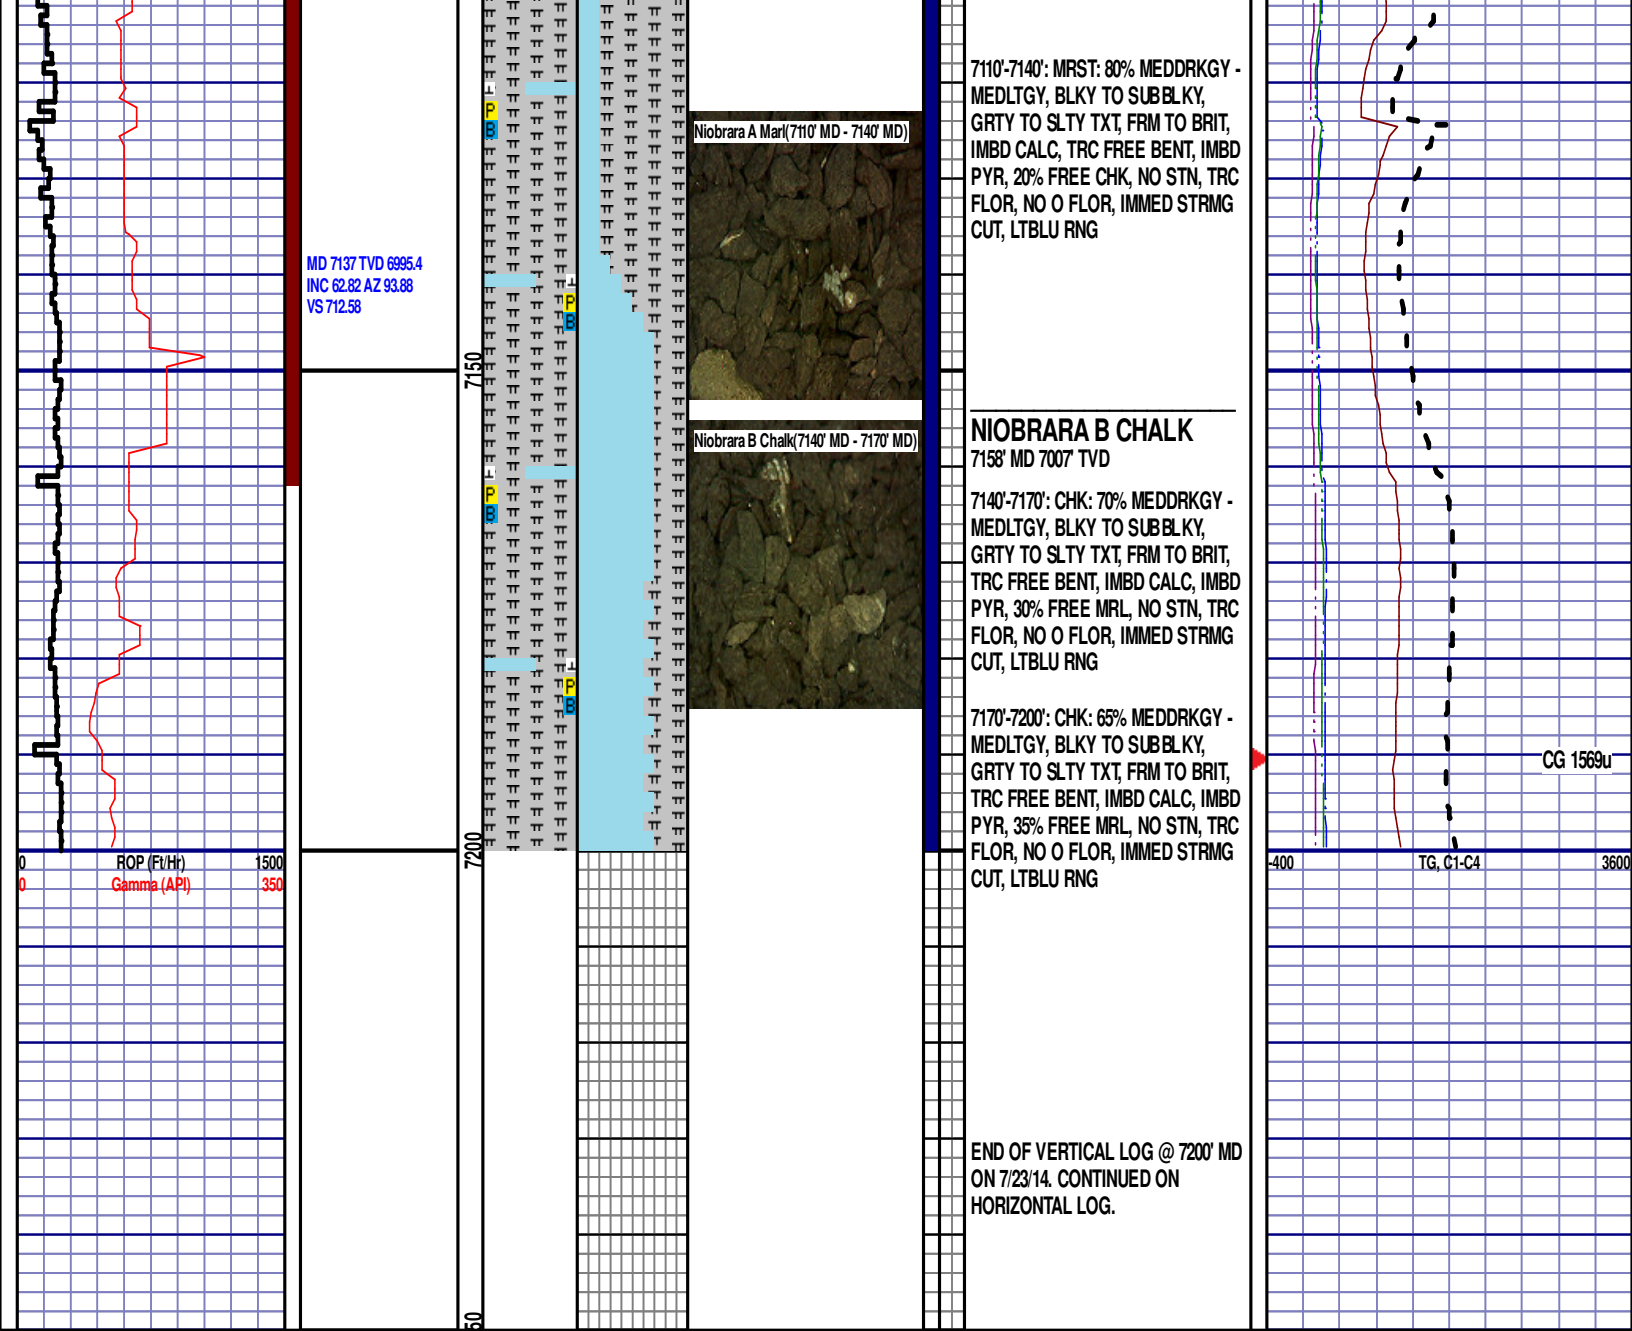 7110'-7140': MRST: 80% MEDDRKGY -
MEDLTGY, BLKY TO SUBBLKY,
GRTY TO SLTY TXT, FRM TO BRIT,
IMBD CALC, TRC FREE BENT, IMBD
PYR, 20% FREE CHK, NO STN, TRC
FLOR, NO O FLOR, IMMED STRMG
CUT, LTBLU RNG
P
B
Niobrara A Marl(7110' MD - 7140' MD)
MD 7137 TVD 6995.4
INC 62.82 AZ 93.88
VS 712.58
P
B
7150
NIOBRARA B CHALK
7158' MD 7007' TVD
Niobrara B Chalk(7140' MD - 7170' MD)
P
B
7140'-7170': CHK: 70% MEDDRKGY -
MEDLTGY, BLKY TO SUBBLKY,
GRTY TO SLTY TXT, FRM TO BRIT,
TRC FREE BENT, IMBD CALC, IMBD
PYR, 30% FREE MRL, NO STN, TRC
FLOR, NO O FLOR, IMMED STRMG
CUT, LTBLU RNG
P
B
7170'-7200': CHK: 65% MEDDRKGY -
MEDLTGY, BLKY TO SUBBLKY,
GRTY TO SLTY TXT, FRM TO BRIT,
TRC FREE BENT, IMBD CALC, IMBD
PYR, 35% FREE MRL, NO STN, TRC
FLOR, NO O FLOR, IMMED STRMG
CUT, LTBLU RNG
CG 1569u
7200
0 ROP (Ft/Hr) 1500
0 Gamma (API) 350
-400 TG, C1-C4 3600
END OF VERTICAL LOG @ 7200' MD
ON 7/23/14. CONTINUED ON
HORIZONTAL LOG.
50